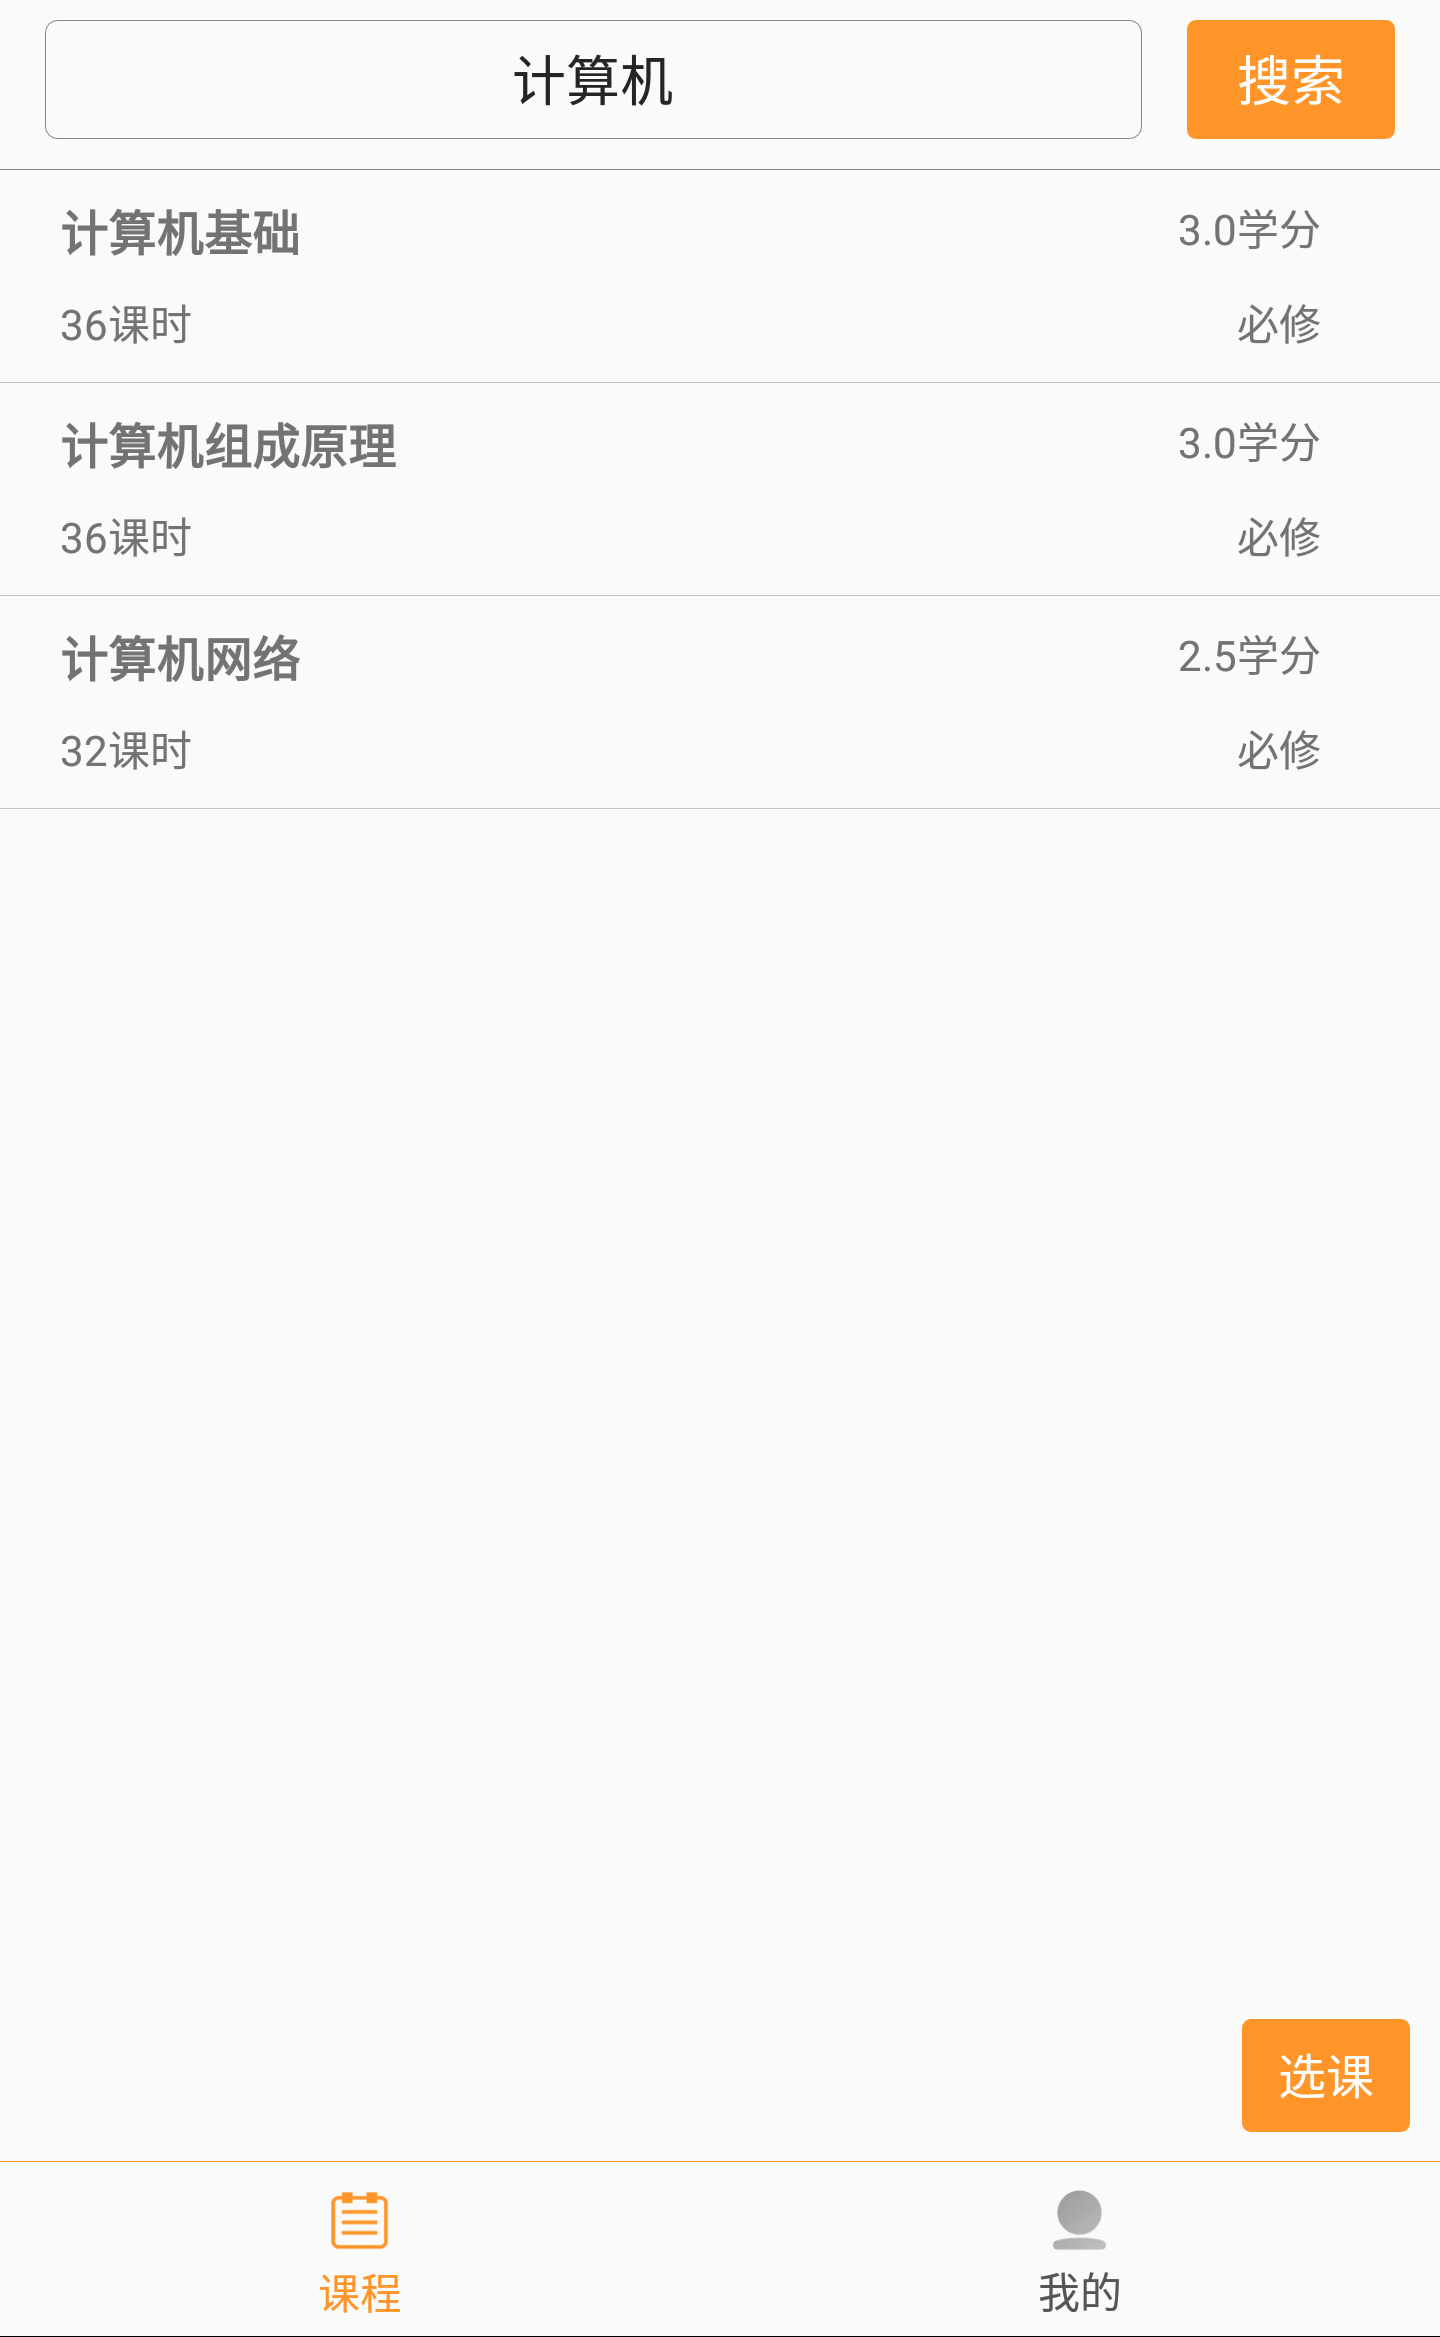 计算机
搜索
计算机基础
3.0学分
36课时
必修
计算机组成原理
3.0学分
36课时
必修
计算机网络
2.5学分
32课时
必修
选课
课程
我的